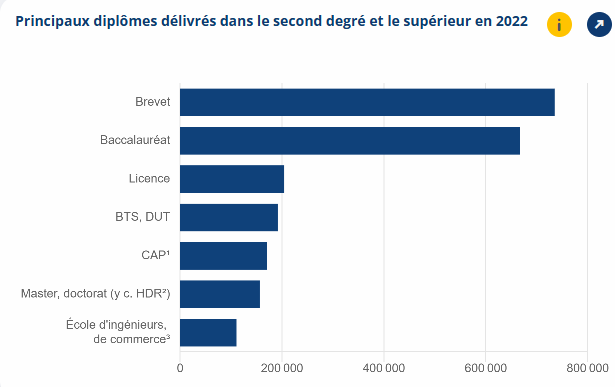 Principaux diplômes délivrés dans le second degré et le supérieur en 2022
i
Brevet
Baccalauréat
Licence
BTS, DUT
CAP¹
Master, doctorat (y c. HDR²)
École d'ingénieurs,
de commerce³
0 200 000 400 000 600 000 800 000